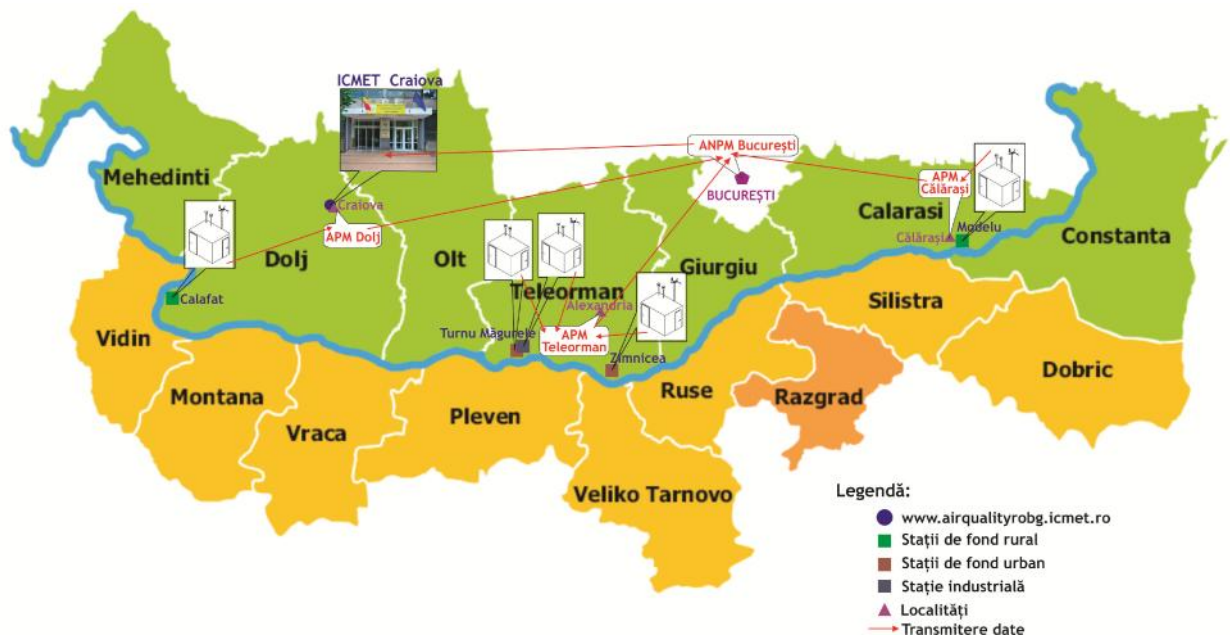 ICMET Craiova
ANPM București
Mehedinti
BUCUREȘTI
APM
Călărași
Craiova
APM Dolj
Calarasi
Modelu
Călărași
Constanta
Dolj
Olt
Giurgiu
Calafat
Teleorman
Alexandria
Silistra
Vidin
Turnu Măgurele
APM
Teleorman
Zimnicea
Dobric
Montana
Ruse
Razgrad
Pleven
Vraca
Veliko Tarnovo
Legendă:
www.airqualityrobg.icmet.ro
Stații de fond rural
Stații de fond urban
Stație industrială
Localități
Transmitere date